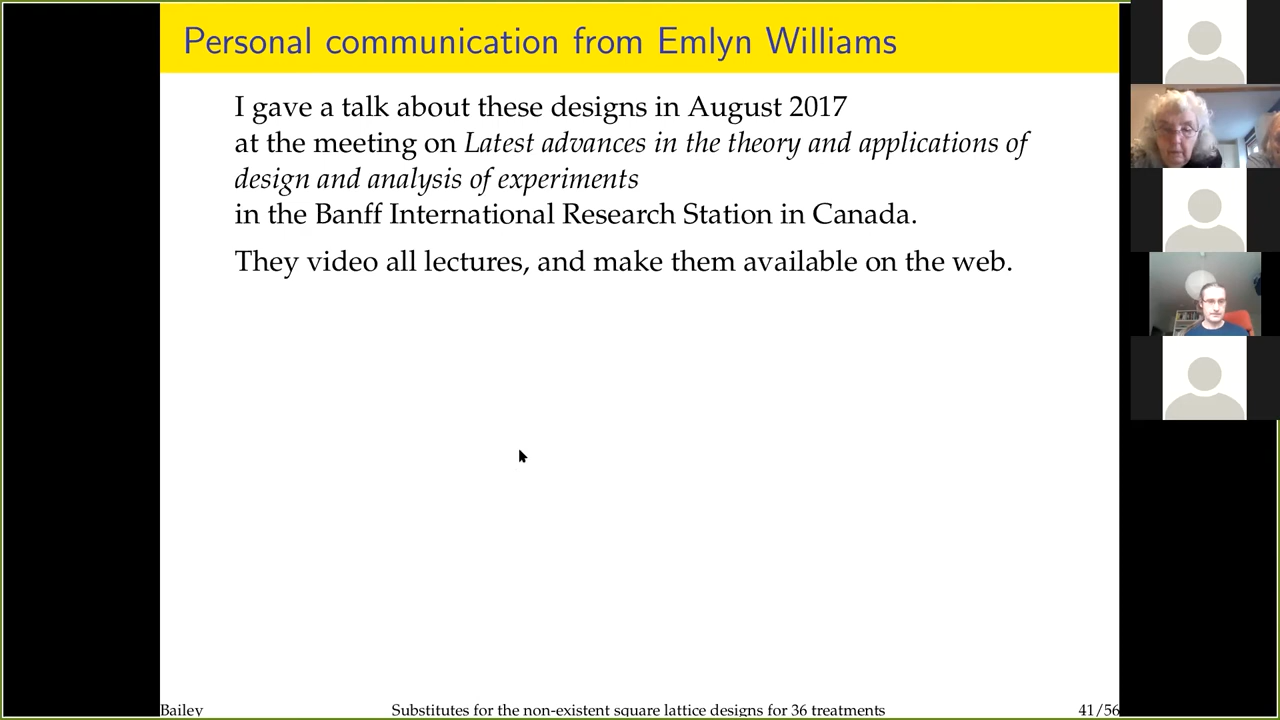 Personal communication from Emlyn Williams
I gave a talk about these designs in August 2017
at the meeting on Latest advances in the theory and applications of
design and analysis of experiments
in the Banff International Research Station in Canada.
They video all lectures, and make them available on the web.
Bailey Substitutes for the non-existent square lattice designs for 36 treatments 41/56